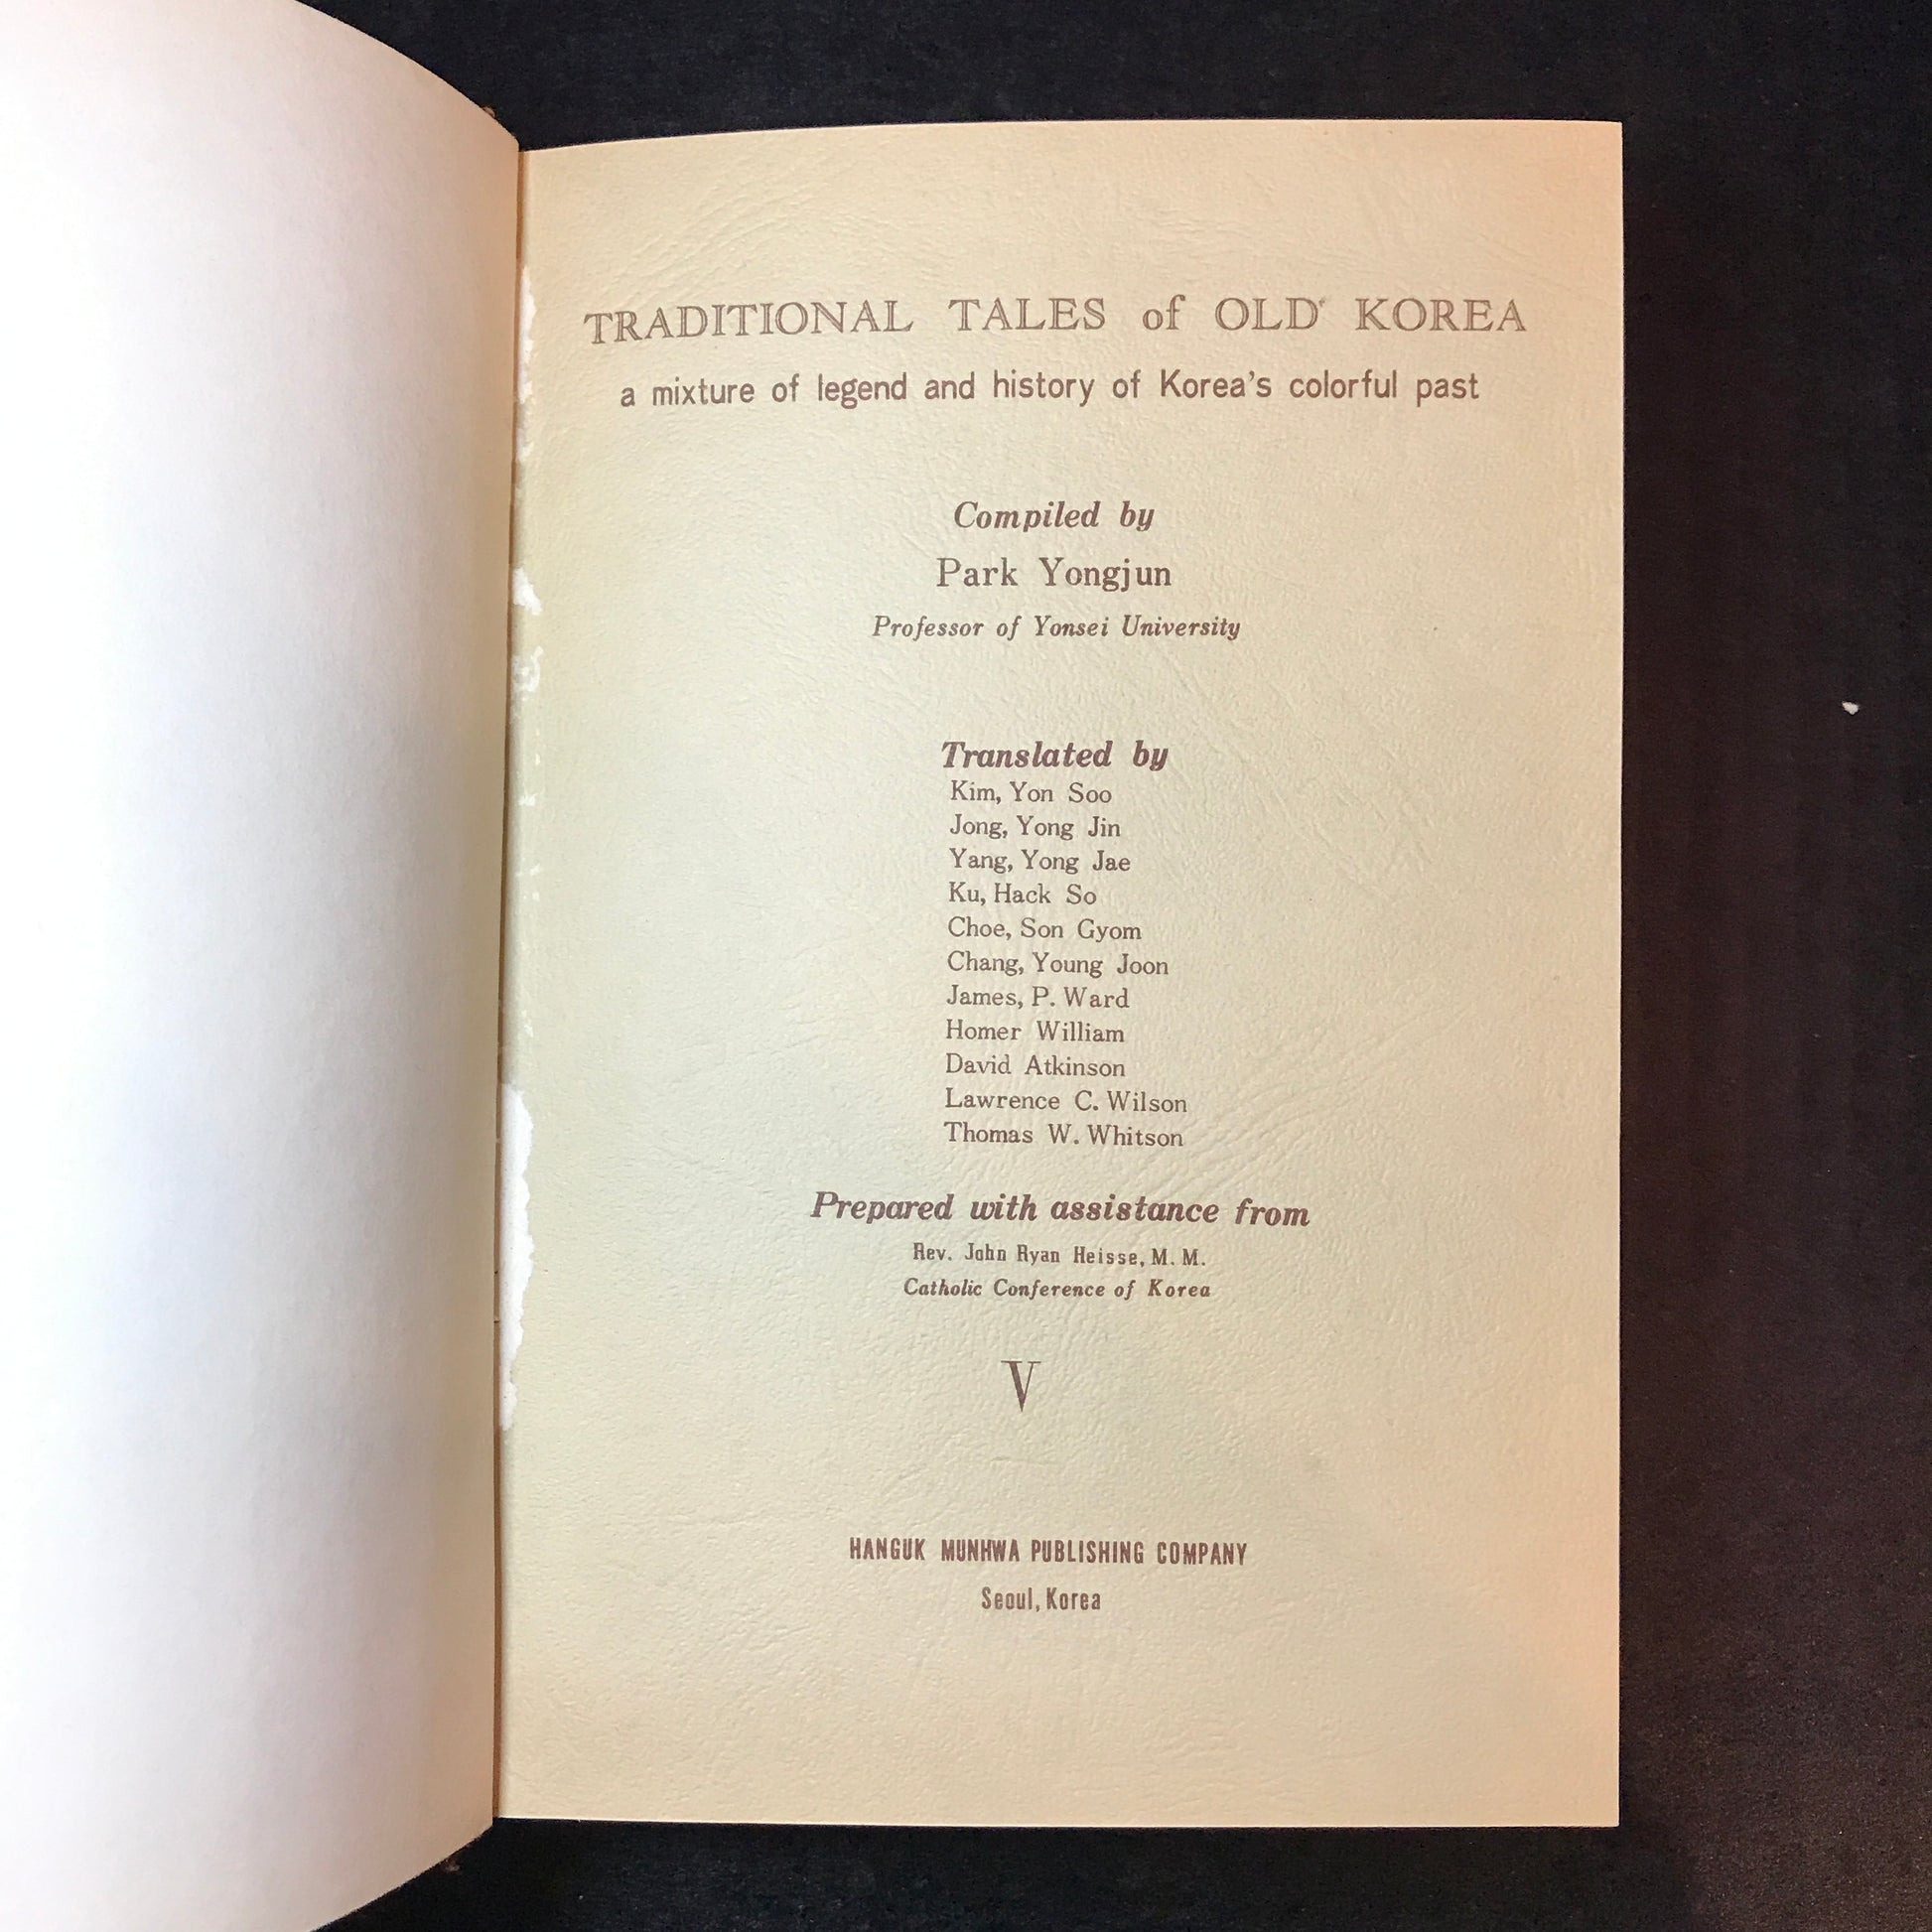 TRADITIONAL TALES of OLD KOREA
a mixture of legend and history of Korea's colorful past
Compiled by
Park Yongjun
Professor of Yonsei University
Translated by
Kim, Yon Soo
Jong, Yong Jin
Yang, Yong Jae
Ku, Hack So
Choe, Son Gyom
Chang, Young Joon
James, P. Ward
Homer William
David Atkinson
Lawrence C. Wilson
Thomas W. Whitson
Prepared with assistance from
Rev. John Ryan Heisse, M. M.
Catholic Conference of Korea
V
HANGUK MUNHWA PUBLISHING COMPANY
Seoul, Korea